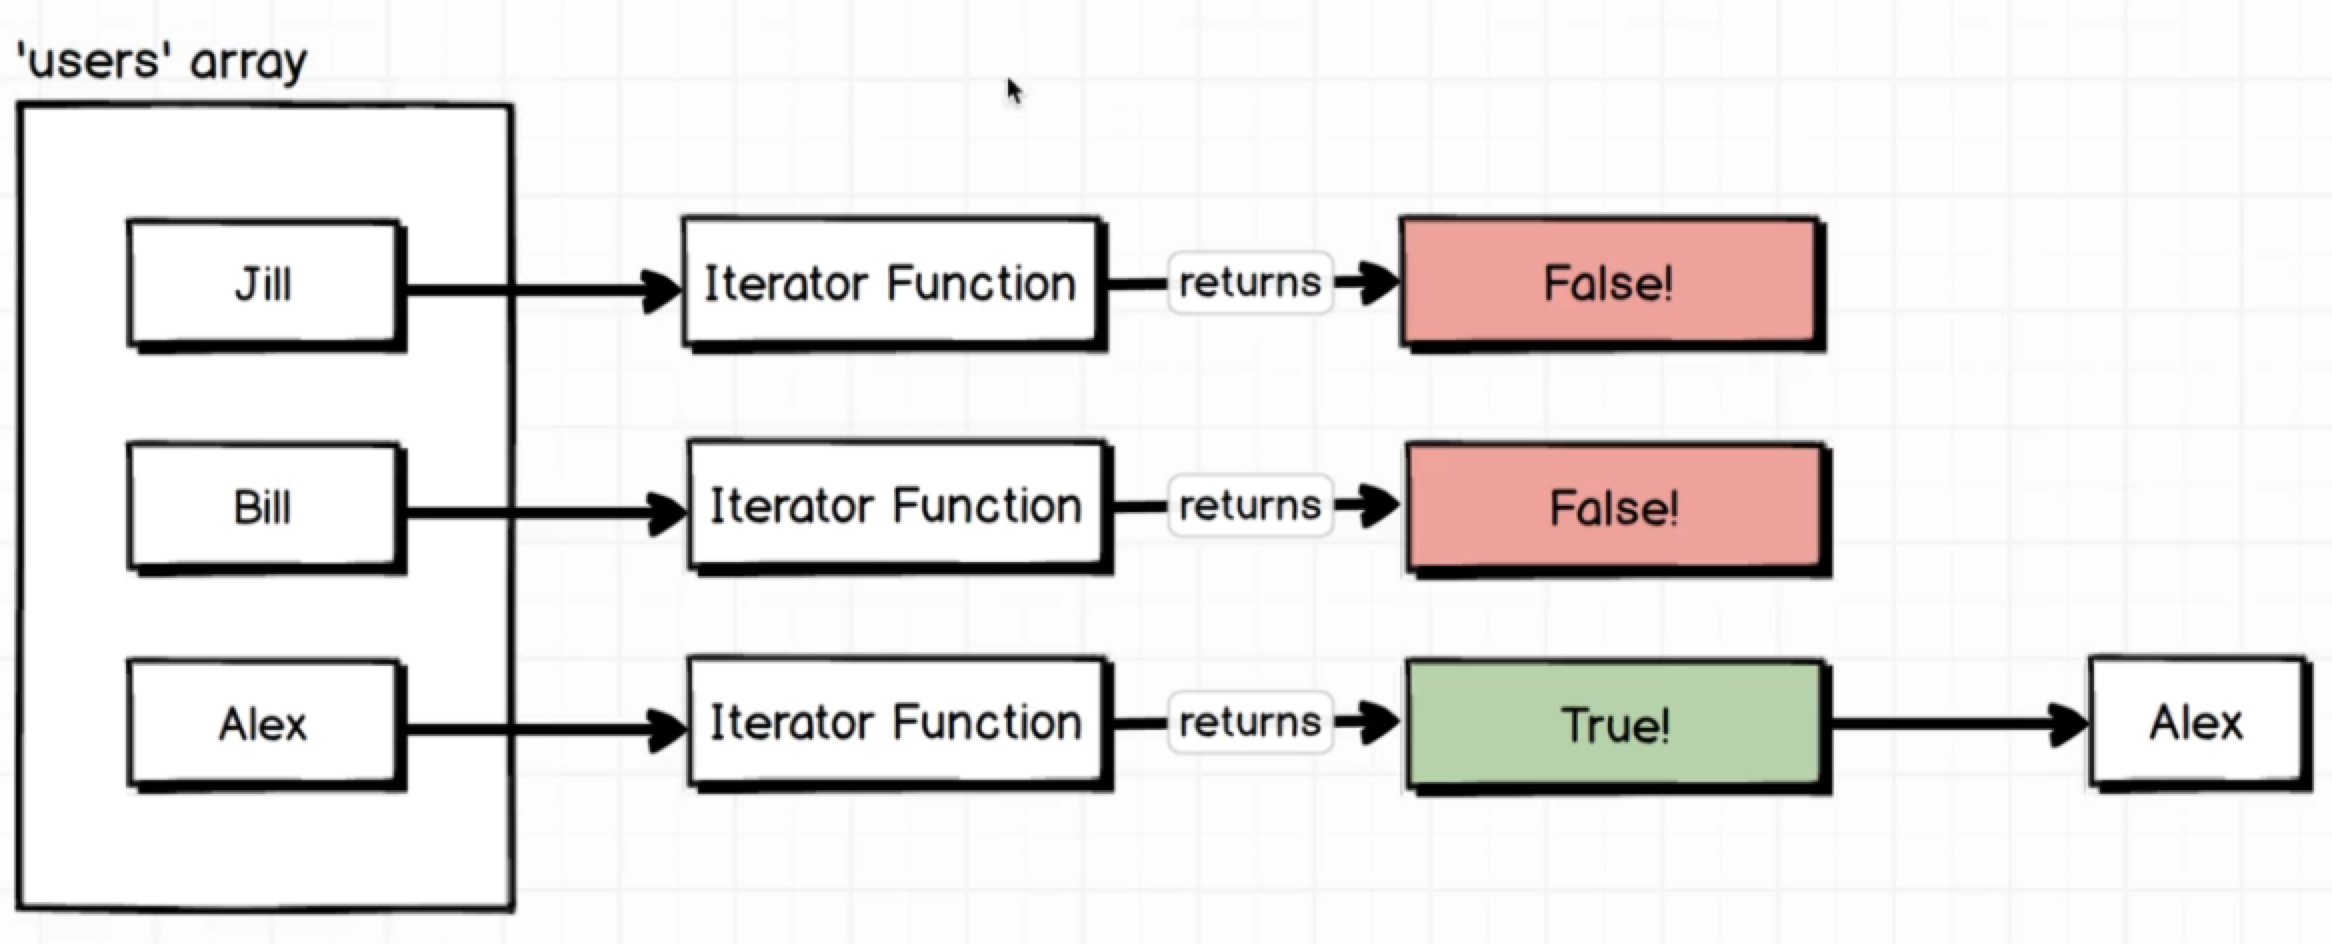 'users' array
Jill
Iterator Function
returns
False!
Bill
Iterator Function
returns
False!
Alex
Iterator Function
returns
True!
Alex